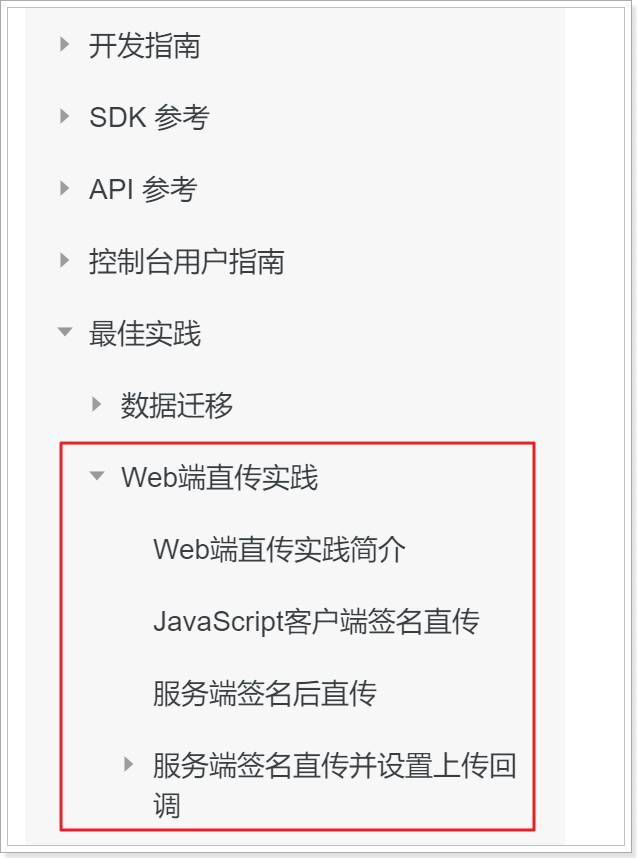 开发指南
SDK 参考
API 参考
控制台用户指南
最佳实践
数据迁移
Web端直传实践
Web端直传实践简介
JavaScript客户端签名直传
服务端签名后直传
服务端签名直传并设置上传回
调